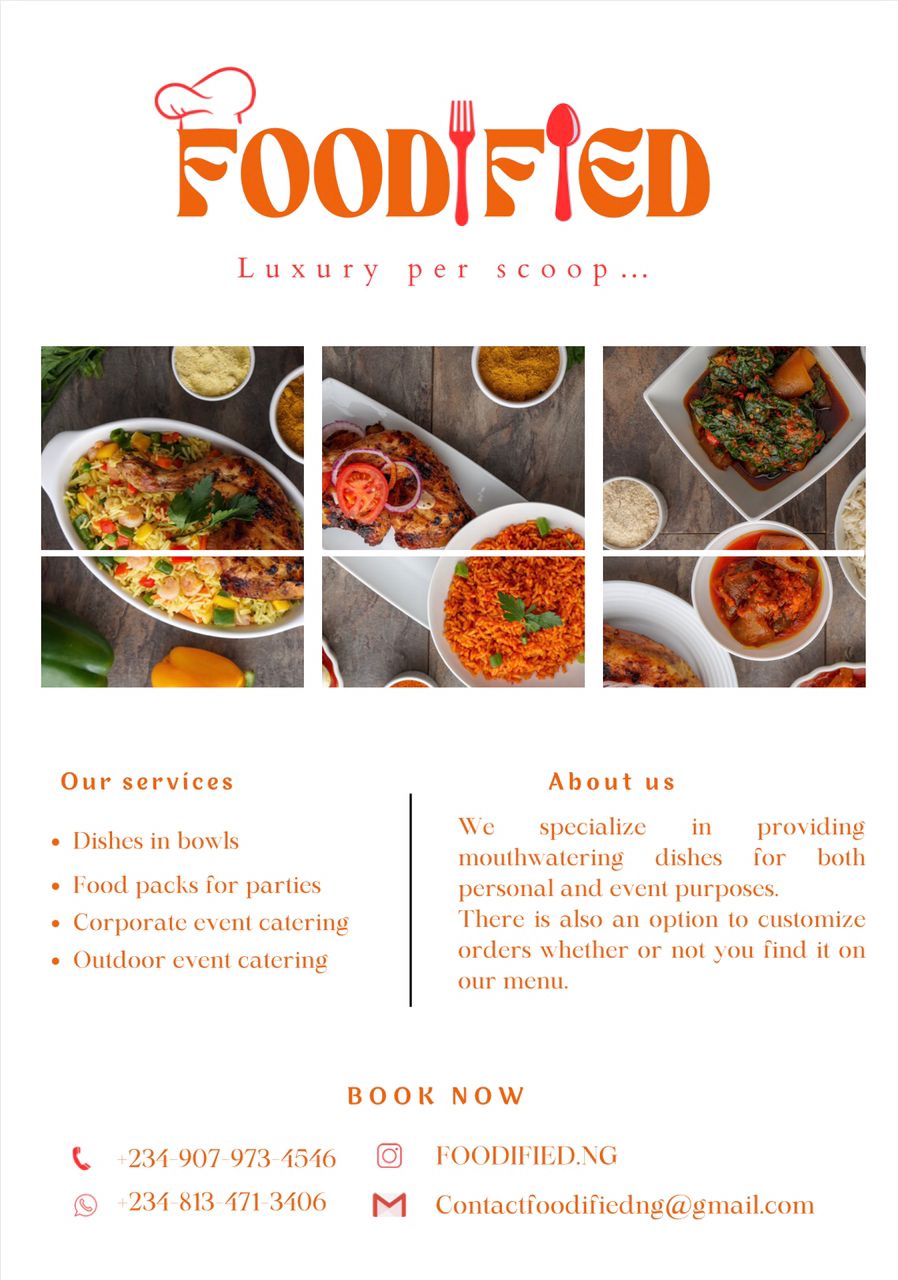 FOODIFIED
Luxury per scoop...
Our services
• Dishes in bowls
• Food packs for parties
• Corporate event catering
• Outdoor event catering
About us
We specialize in providing
mouthwatering dishes for both
personal and event purposes.
There is also an option to customize
orders whether or not you find it on
our menu.
BOOK NOW
+234-907-973-4546
+234-813-471-3406
FOODIFIED.NG
Contactfoodifiedng@gmail.com